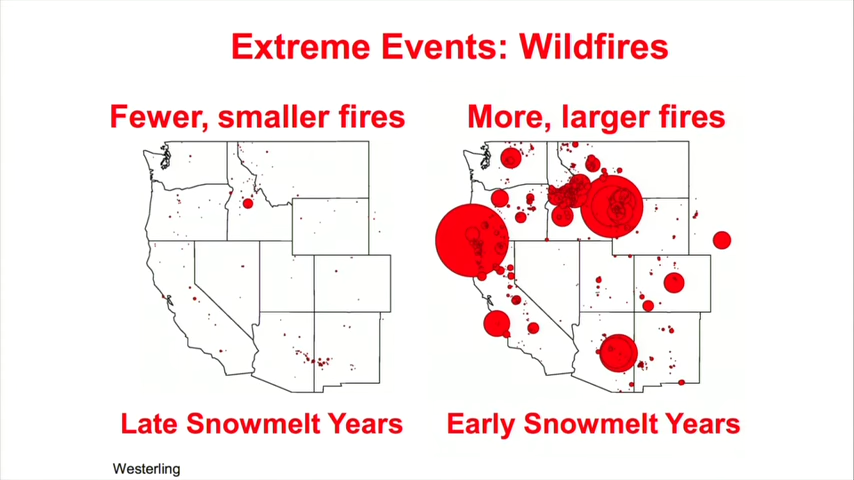 Extreme Events: Wildfires
Fewer, smaller fires
More, larger fires
Late Snowmelt Years
Early Snowmelt Years
Westerling